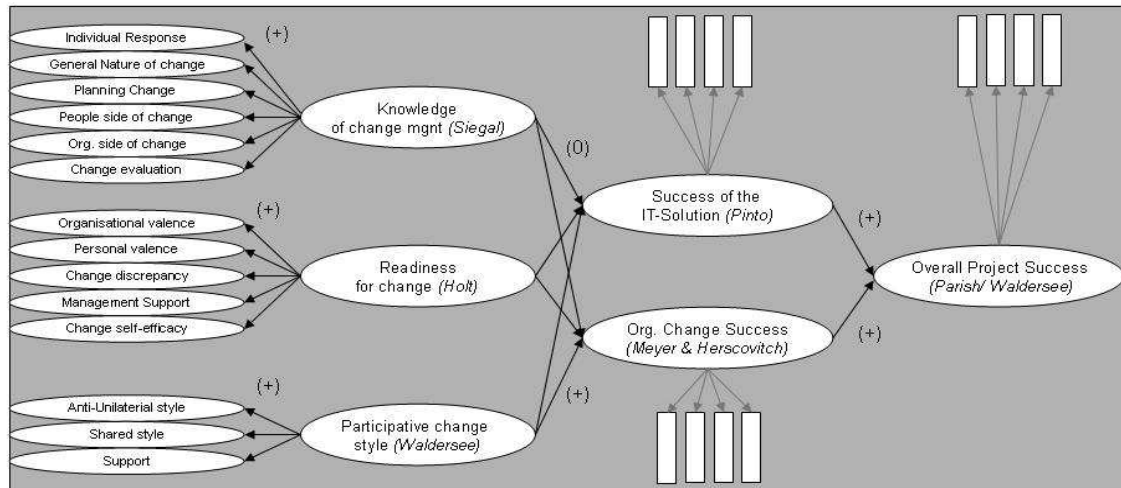 Individual Response
General Nature of change
Planning Change
People side of change
Org. side of change
Change evaluation
(+)
Knowledge
of change mgnt (Siegal)
Organisational valence
Personal valence
Change discrepancy
Management Support
Change self-efficacy
(+)
Readiness
for change (Holt)
Anti-Unilaterial style
Shared style
Support
(+)
Participative change
style (Waldersee)
(0)
Success of the
IT-Solution (Pinto)
(+)
Org. Change Success
(Meyer & Herscovitch)
(+)
(+)
Overall Project Success
(Parish/ Waldersee)